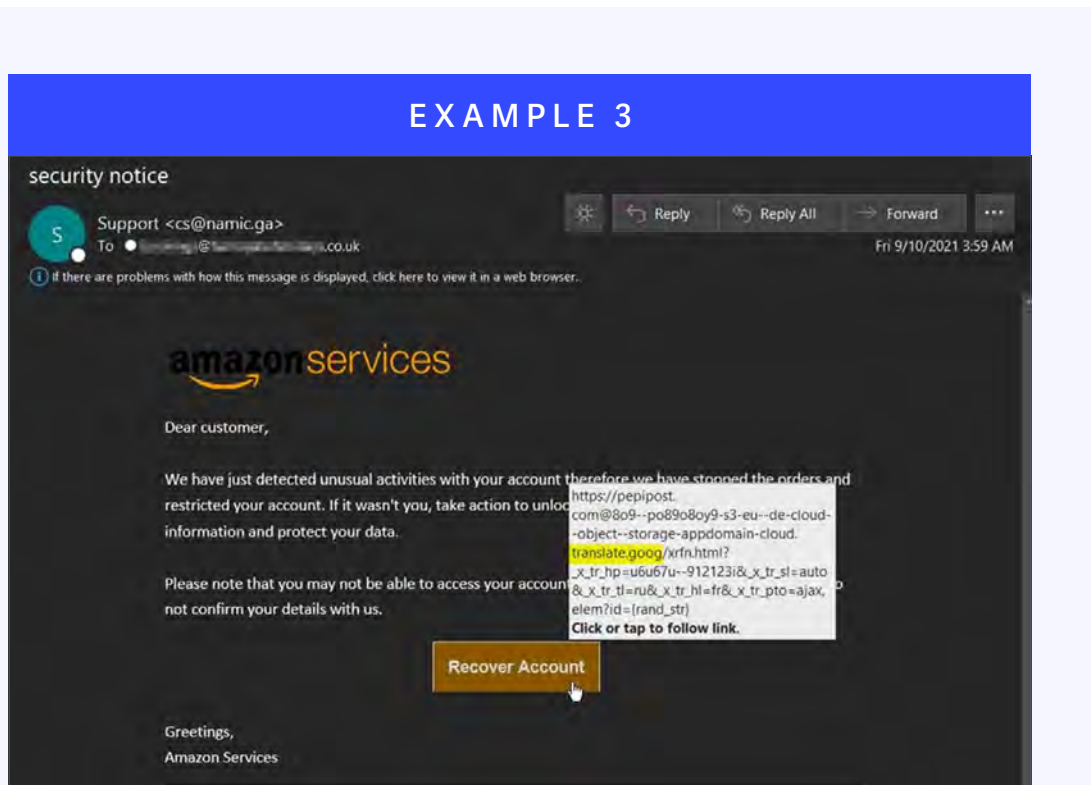 EXAMPLE 3
security notice
S
Support <cs@namic.ga>
Reply
Reply All
Forward
To @ .co.uk
Fri 9/10/2021 3:59 AM
If there are problems with how this message is displayed, click here to view it in a web browser.
amazonservices
Dear customer,
We have just detected unusual activities with your account therefore we have stopped the orders and
restricted your account. If it wasn't you, take action to unloc
information and protect your data.
Please note that you may not be able to access your accoun
not confirm your details with us.
https://pepipost.
com@8o9--po89o8oy9-s3-eu--de-cloud-
-object--storage-appdomain-cloud.
translate.goog/xrfn.html?
_x_tr_hp=u6u67u--912123i&_x_tr_sl=auto
&_x_tr_tl=ru&_x_tr_hl=fr&_x_tr_pto=ajax,
elem?id={rand_str}
Click or tap to follow link.
Recover Account
Greetings,
Amazon Services